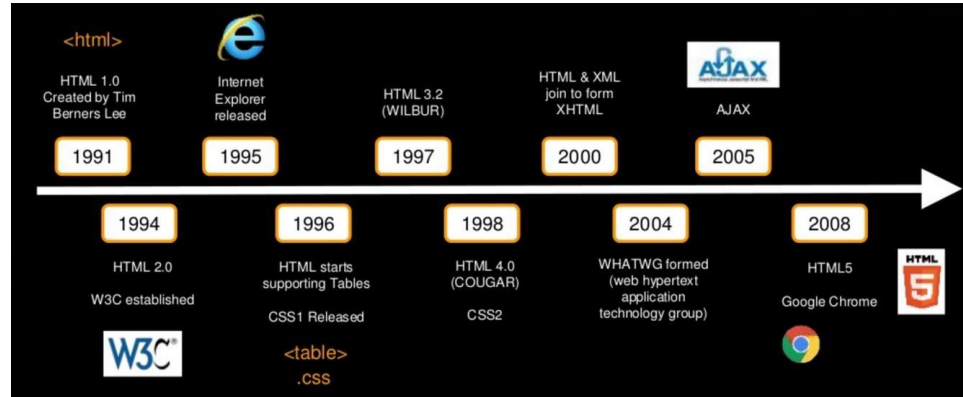 <html>
HTML 1.0
Created by Tim
Berners Lee
1991
Internet
Explorer
released
1995
HTML 3.2
(WILBUR)
1997
HTML & XML
join to form
XHTML
2000
AJAX
AJAX
2005
1994
HTML 2.0
W3C established
W3C®
1996
HTML starts
supporting Tables
CSS1 Released
<table>
.css
1998
HTML 4.0
(COUGAR)
CSS2
2004
WHATWG formed
(web hypertext
application
technology group)
2008
HTML5
Google Chrome
HTML
5